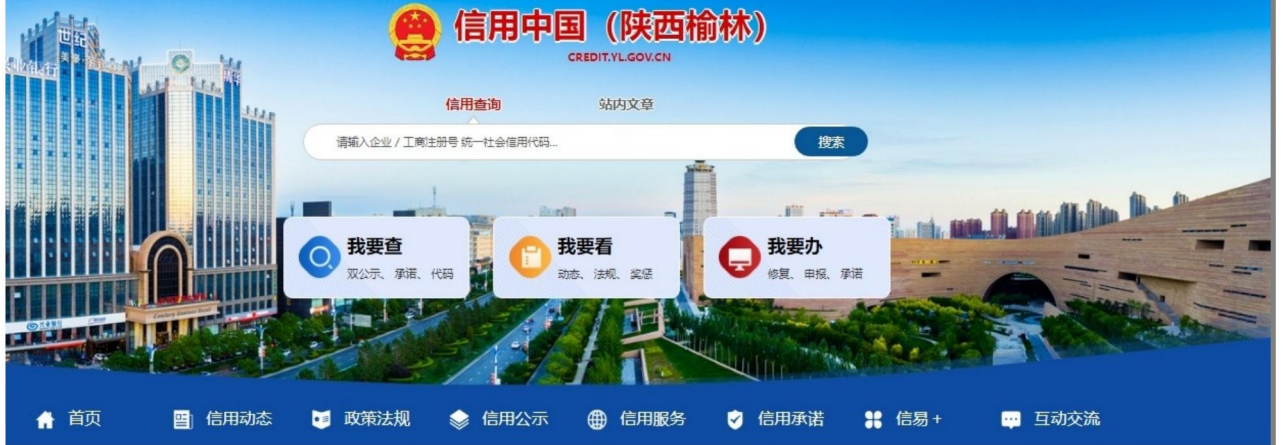 信用中国（陕西榆林）
CREDIT.YL.GOV.CN
信用查询
站内文章
请输入企业 / 工商注册号 统一社会信用代码...
搜索
我要查
双公示、承诺、代码
我要看
动态、法规、奖惩
我要办
修复、申报、承诺
世纪
首页
信用动态
政策法规
信用公示
信用服务
信用承诺
信易+
互动交流